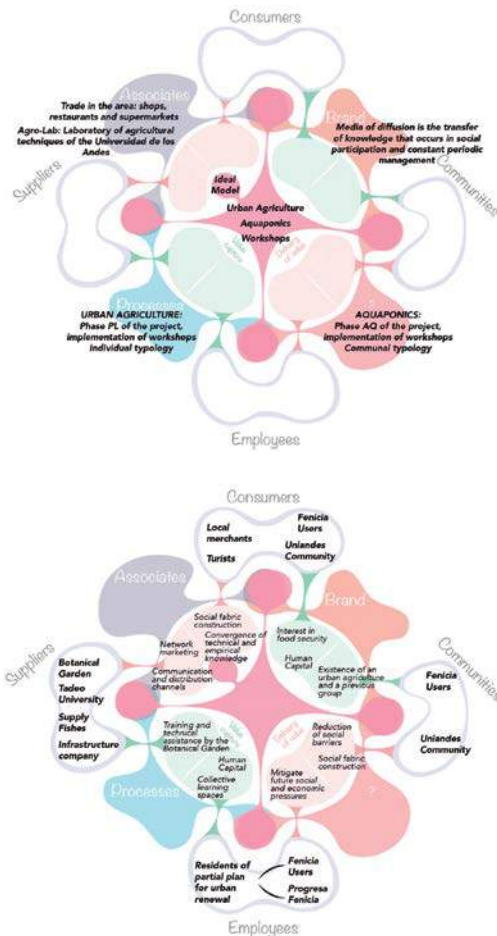 Consumers
Associates
Trade in the area: shops,
restaurants and supermarkets
Agro-Lab: Laboratory of agricultural
techniques of the Universidad de los
Andes
Brand
Media of diffusion is the transfer
of knowledge that occurs in social
participation and constant periodic
management
Suppliers
Communities
Ideal
Model
Urban Agriculture
Aquaponics
Workshops
Value
Delivery
of value
Processes
URBAN AGRICULTURE:
Phase PL of the project,
implementation of workshops
Individual typology
?
AQUAPONICS:
Phase AQ of the project,
implementation of workshops
Communal typology
Employees
Consumers
Local
merchants
Turists
Fenicia
Users
Uniandes
Community
Associates
Brand
Social fabric
construction
Network
marketing
Convergence of
technical and
empirical
knowledge
Communication
and distribution
channels
Interest in
food security
Human
Capital
Existence of an
urban agriculture
and a previous
group
Suppliers
Botanical
Garden
Tadeo
University
Supply
Fishes
Infrastructure
company
Communities
Fenicia
Users
Uniandes
Community
Training and
technical
assistance by the
Botanical Garden
Value
Human
Capital
Collective
learning
spaces
Delivery
of value
Reduction
of social
barriers
Social fabric
construction
Mitigate
future social
and economic
pressures
Processes
?
Residents of
partial plan
for urban
renewal
Fenicia
Users
Progresa
Fenicia
Employees